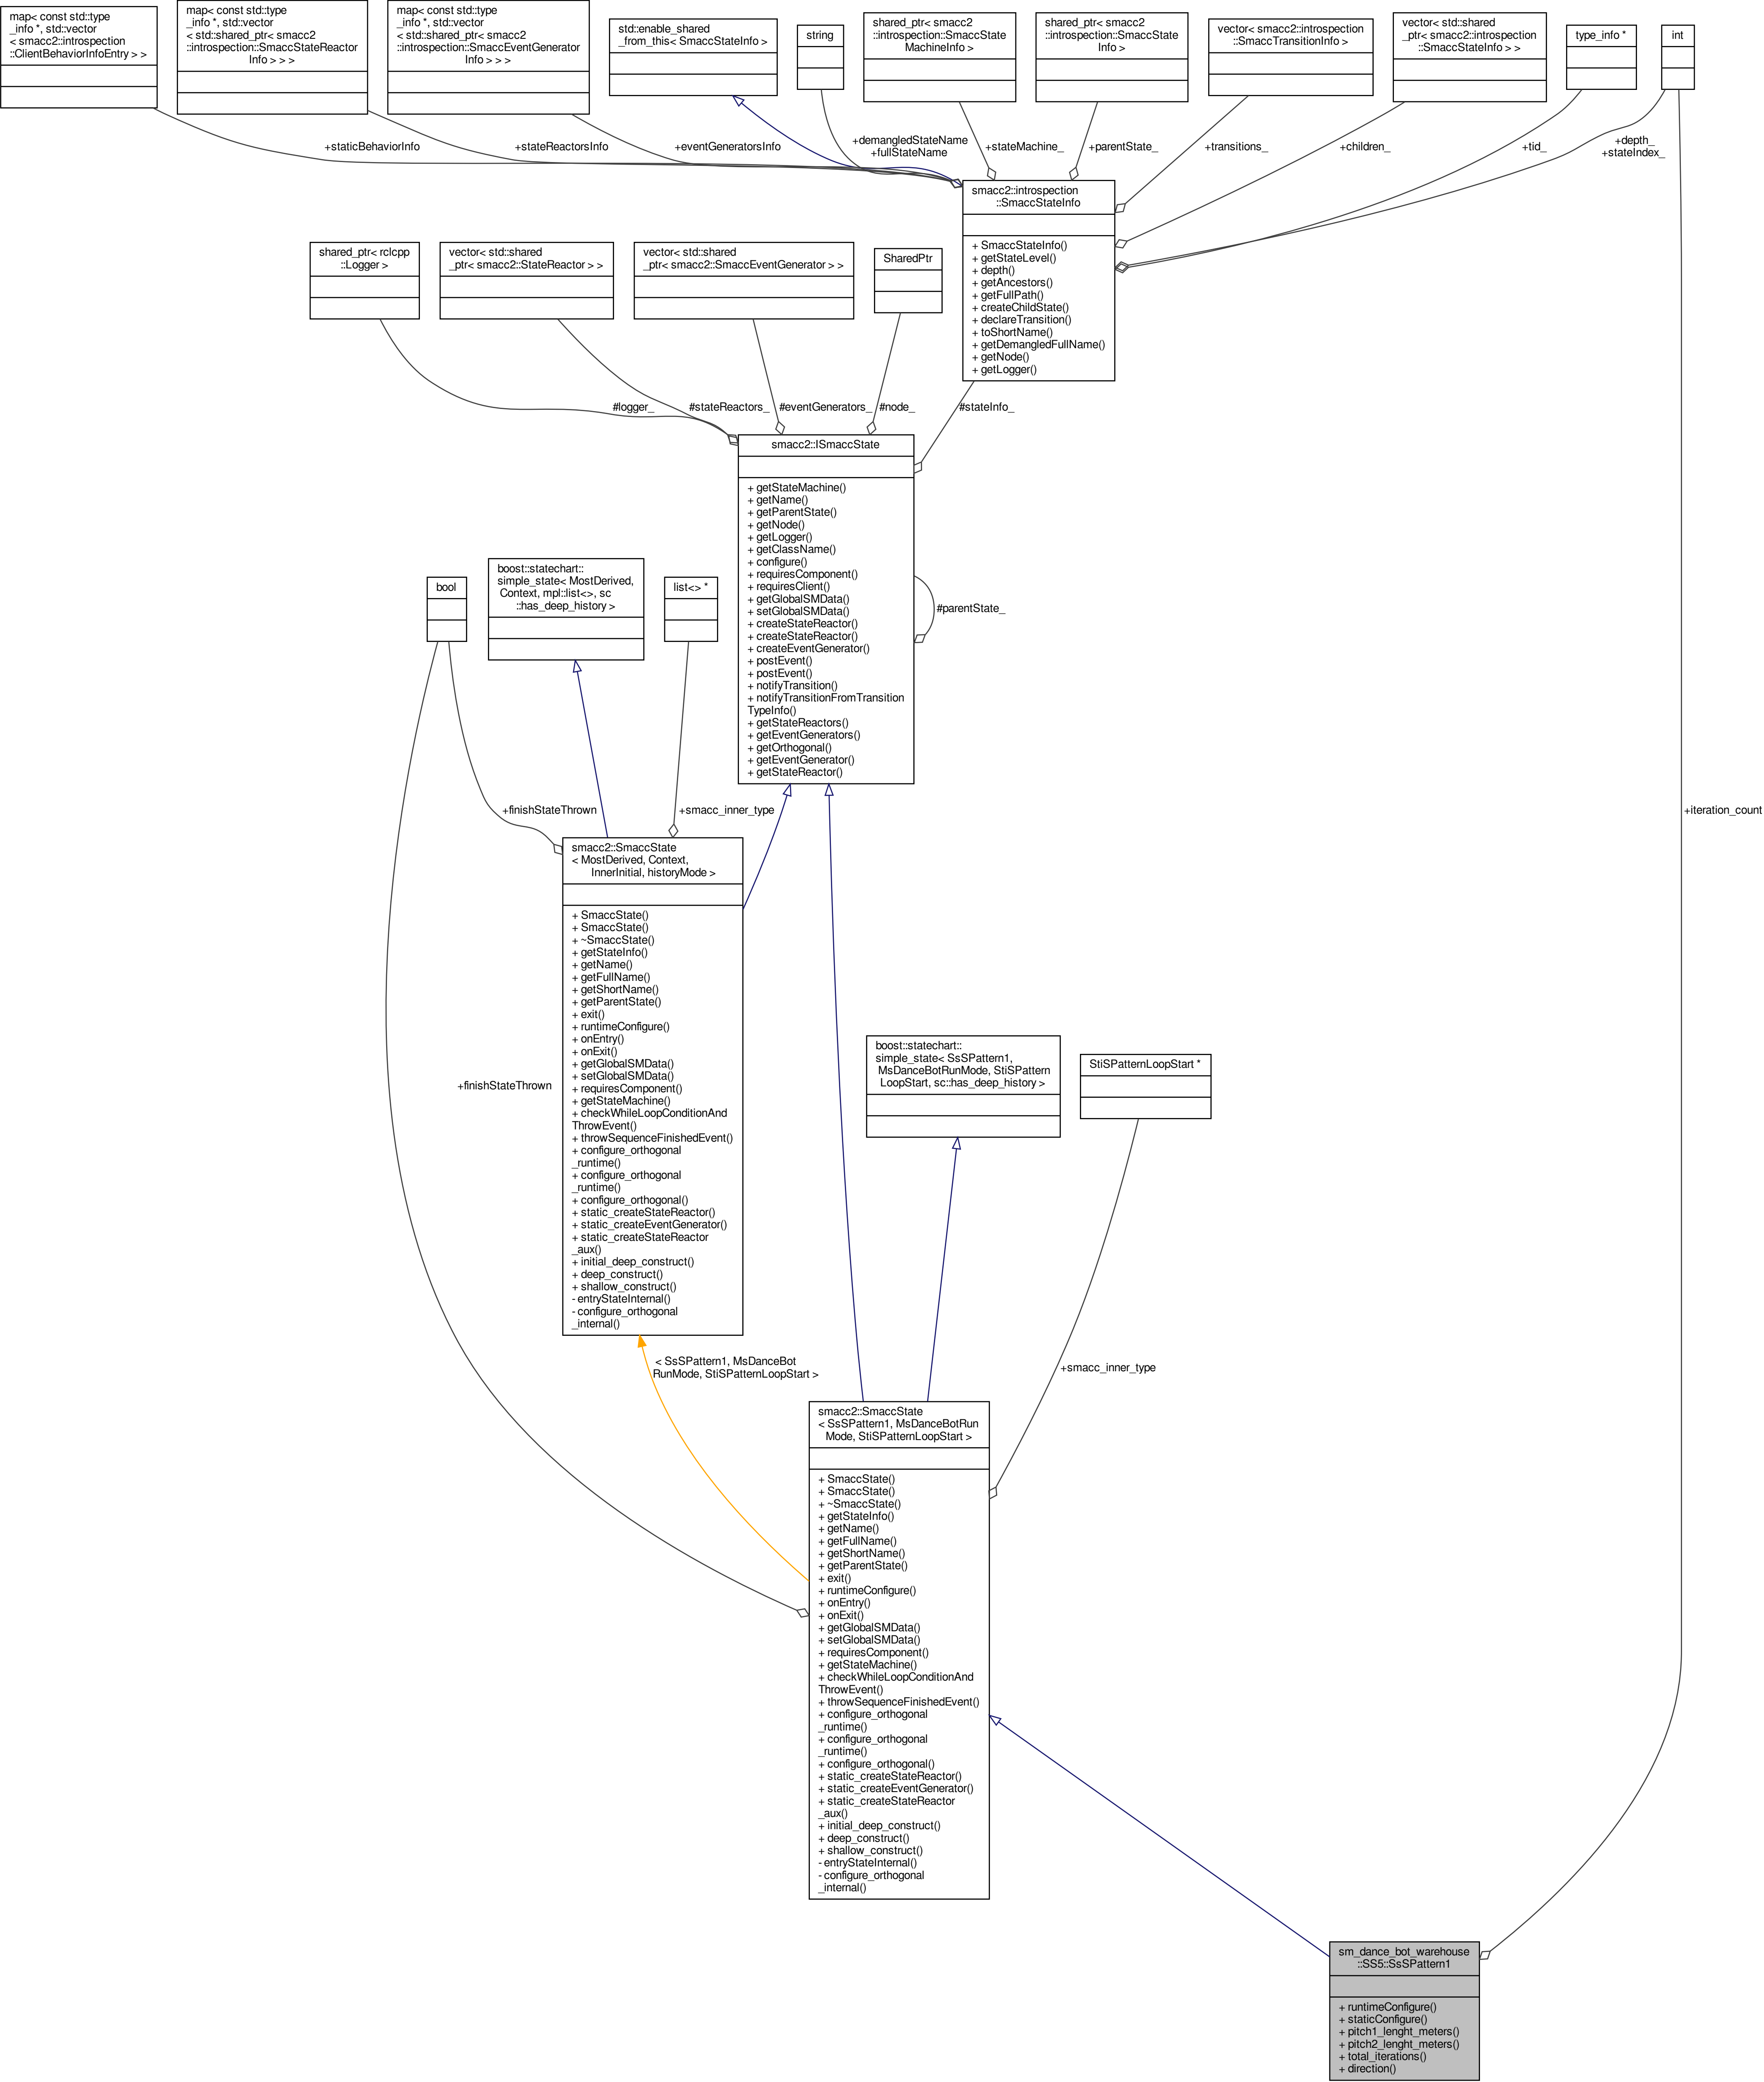 map< const std::type
_info *, std::vector
< smacc2::introspection
::ClientBehaviorInfoEntry > >
map< const std::type
_info *, std::vector
< std::shared_ptr< smacc2
::introspection::SmaccStateReactor
Info > > >
map< const std::type
_info *, std::vector
< std::shared_ptr< smacc2
::introspection::SmaccEventGenerator
Info > > >
std::enable_shared
_from_this< SmaccStateInfo >
string
shared_ptr< smacc2
::introspection::SmaccState
MachineInfo >
shared_ptr< smacc2
::introspection::SmaccState
Info >
vector< smacc2::introspection
::SmaccTransitionInfo >
vector< std::shared
_ptr< smacc2::introspection
::SmaccStateInfo > >
type_info *
int
+staticBehaviorInfo
+stateReactorsInfo
+eventGeneratorsInfo
+demangledStateName
+fullStateName
+stateMachine_
+parentState_
+transitions_
+children_
+tid_
+depth_
+stateIndex_
smacc2::introspection
::SmaccStateInfo
+ SmaccStateInfo()
+ getStateLevel()
+ depth()
+ getAncestors()
+ getFullPath()
+ createChildState()
+ declareTransition()
+ toShortName()
+ getDemangledFullName()
+ getNode()
+ getLogger()
shared_ptr< rclcpp
::Logger >
vector< std::shared
_ptr< smacc2::StateReactor > >
vector< std::shared
_ptr< smacc2::SmaccEventGenerator > >
SharedPtr
#logger_
#stateReactors_
#eventGenerators_
#node_
#stateInfo_
smacc2::ISmaccState
+ getStateMachine()
+ getName()
+ getParentState()
+ getNode()
+ getLogger()
+ getClassName()
+ configure()
+ requiresComponent()
+ requiresClient()
+ getGlobalSMData()
+ setGlobalSMData()
+ createStateReactor()
+ createStateReactor()
+ createEventGenerator()
+ postEvent()
+ postEvent()
+ notifyTransition()
+ notifyTransitionFromTransition
TypeInfo()
+ getStateReactors()
+ getEventGenerators()
+ getOrthogonal()
+ getEventGenerator()
+ getStateReactor()
#parentState_
bool
boost::statechart::
simple_state< MostDerived,
Context, mpl::list<>, sc
::has_deep_history >
list<> *
+finishStateThrown
+smacc_inner_type
+iteration_count
smacc2::SmaccState
< MostDerived, Context,
InnerInitial, historyMode >
+ SmaccState()
+ SmaccState()
+ ~SmaccState()
+ getStateInfo()
+ getName()
+ getFullName()
+ getShortName()
+ getParentState()
+ exit()
+ runtimeConfigure()
+ onEntry()
+ onExit()
+ getGlobalSMData()
+ setGlobalSMData()
+ requiresComponent()
+ getStateMachine()
+ checkWhileLoopConditionAnd
ThrowEvent()
+ throwSequenceFinishedEvent()
+ configure_orthogonal
_runtime()
+ configure_orthogonal
_runtime()
+ configure_orthogonal()
+ static_createStateReactor()
+ static_createEventGenerator()
+ static_createStateReactor
_aux()
+ initial_deep_construct()
+ deep_construct()
+ shallow_construct()
- entryStateInternal()
- configure_orthogonal
_internal()
+finishStateThrown
boost::statechart::
simple_state< SsSPattern1,
MsDanceBotRunMode, StiSPattern
LoopStart, sc::has_deep_history >
StiSPatternLoopStart *
< SsSPattern1, MsDanceBot
RunMode, StiSPatternLoopStart >
+smacc_inner_type
smacc2::SmaccState
< SsSPattern1, MsDanceBotRun
Mode, StiSPatternLoopStart >
+ SmaccState()
+ SmaccState()
+ ~SmaccState()
+ getStateInfo()
+ getName()
+ getFullName()
+ getShortName()
+ getParentState()
+ exit()
+ runtimeConfigure()
+ onEntry()
+ onExit()
+ getGlobalSMData()
+ setGlobalSMData()
+ requiresComponent()
+ getStateMachine()
+ checkWhileLoopConditionAnd
ThrowEvent()
+ throwSequenceFinishedEvent()
+ configure_orthogonal
_runtime()
+ configure_orthogonal
_runtime()
+ configure_orthogonal()
+ static_createStateReactor()
+ static_createEventGenerator()
+ static_createStateReactor
_aux()
+ initial_deep_construct()
+ deep_construct()
+ shallow_construct()
- entryStateInternal()
- configure_orthogonal
_internal()
sm_dance_bot_warehouse
::SS5::SsSPattern1
+ runtimeConfigure()
+ staticConfigure()
+ pitch1_lenght_meters()
+ pitch2_lenght_meters()
+ total_iterations()
+ direction()